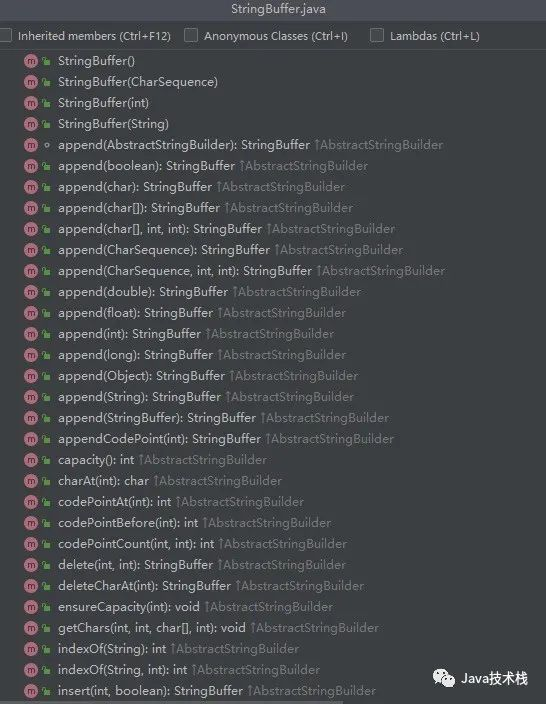 StringBuffer.java
Inherited members (Ctrl+F12) Anonymous Classes (Ctrl+I) Lambdas (Ctrl+L)
m StringBuffer()
m StringBuffer(CharSequence)
m StringBuffer(int)
m StringBuffer(String)
m append(AbstractStringBuilder): StringBuffer ↑AbstractStringBuilder
m append(boolean): StringBuffer ↑AbstractStringBuilder
m append(char): StringBuffer ↑AbstractStringBuilder
m append(char[]): StringBuffer ↑AbstractStringBuilder
m append(char[], int, int): StringBuffer ↑AbstractStringBuilder
m append(CharSequence): StringBuffer ↑AbstractStringBuilder
m append(CharSequence, int, int): StringBuffer ↑AbstractStringBuilder
m append(double): StringBuffer ↑AbstractStringBuilder
m append(float): StringBuffer ↑AbstractStringBuilder
m append(int): StringBuffer ↑AbstractStringBuilder
m append(long): StringBuffer ↑AbstractStringBuilder
m append(Object): StringBuffer ↑AbstractStringBuilder
m append(String): StringBuffer ↑AbstractStringBuilder
m append(StringBuffer): StringBuffer ↑AbstractStringBuilder
m appendCodePoint(int): StringBuffer ↑AbstractStringBuilder
m capacity(): int ↑AbstractStringBuilder
m charAt(int): char ↑AbstractStringBuilder
m codePointAt(int): int ↑AbstractStringBuilder
m codePointBefore(int): int ↑AbstractStringBuilder
m codePointCount(int, int): int ↑AbstractStringBuilder
m delete(int, int): StringBuffer ↑AbstractStringBuilder
m deleteCharAt(int): StringBuffer ↑AbstractStringBuilder
m ensureCapacity(int): void ↑AbstractStringBuilder
m getChars(int, int, char[], int): void ↑AbstractStringBuilder
m indexOf(String): int ↑AbstractStringBuilder
m indexOf(String, int): int ↑AbstractStringBuilder
m insert(int, boolean): StringBuffer ↑AbstractStringBuilder
Java技术栈